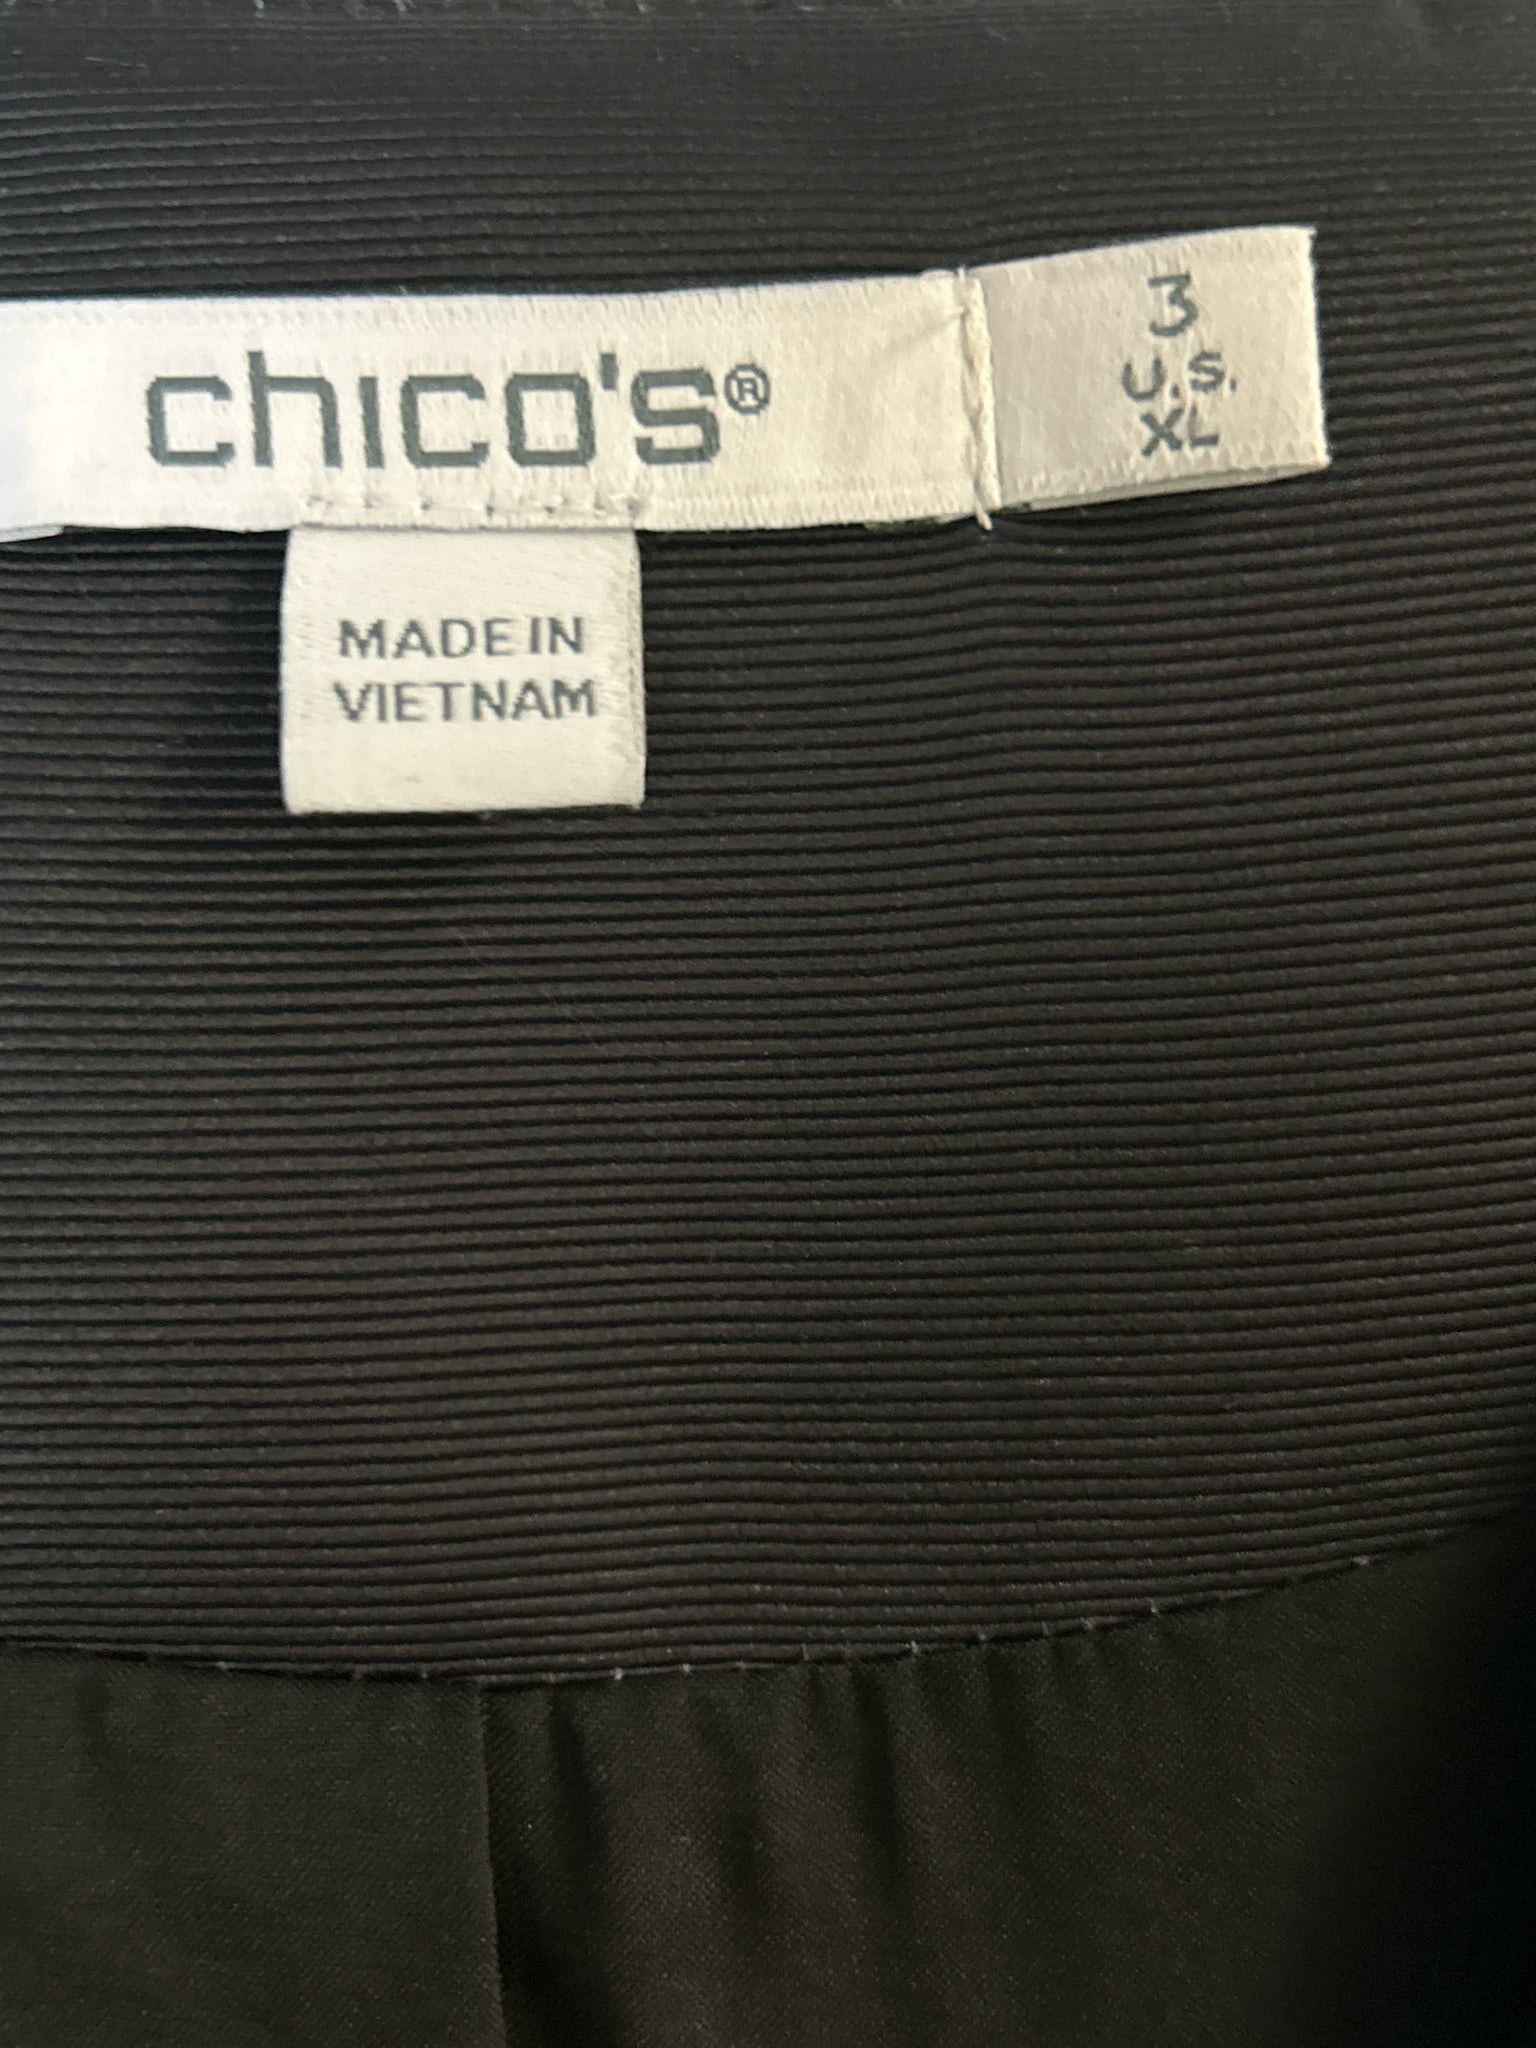 chico's®
3
U.S.
XL
MADE IN
VIETNAM